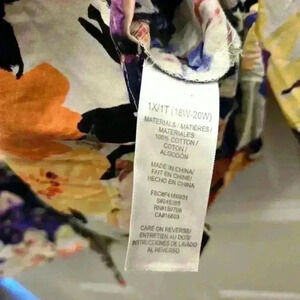 1X/1T (18W-20W)
MATERIALS / MATIÈRES /
MATERIALES:
100% COTTON /
COTON /
ALGODÓN
MADE IN CHINA/
FAIT EN CHINE/
HECHO EN CHINA
CARE ON REVERSE/
ENTRETIEN AU DOS/
INSTRUCCIONES DE LAVADO
AL REVERSO